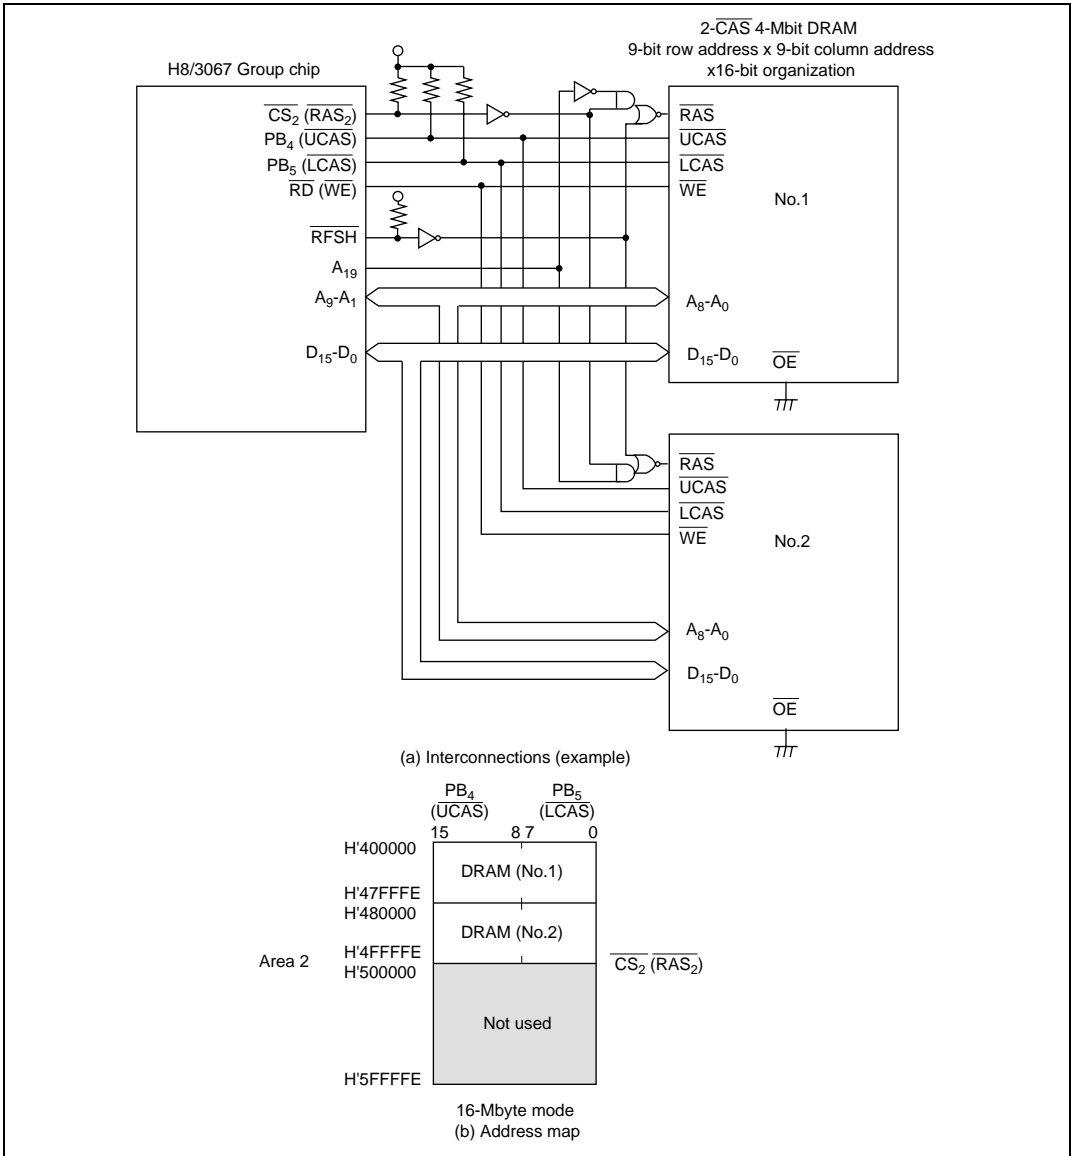 2-CAS 4-Mbit DRAM
9-bit row address x 9-bit column address
x16-bit organization
H8/3067 Group chip
CS2 (RAS2)
PB4 (UCAS)
PB5 (LCAS)
RD (WE)
RFSH
A19
A9-A1
D15-D0
RAS
UCAS
LCAS
WE
No.1
A8-A0
D15-D0
OE
RAS
UCAS
LCAS
WE
No.2
A8-A0
D15-D0
OE
(a) Interconnections (example)
PB4 PB5
(UCAS) (LCAS)
15 8 7 0
H'400000
DRAM (No.1)
H'47FFFE
H'480000
DRAM (No.2)
H'4FFFFE
Area 2
CS2 (RAS2)
H'500000
Not used
H'5FFFFE
16-Mbyte mode
(b) Address map